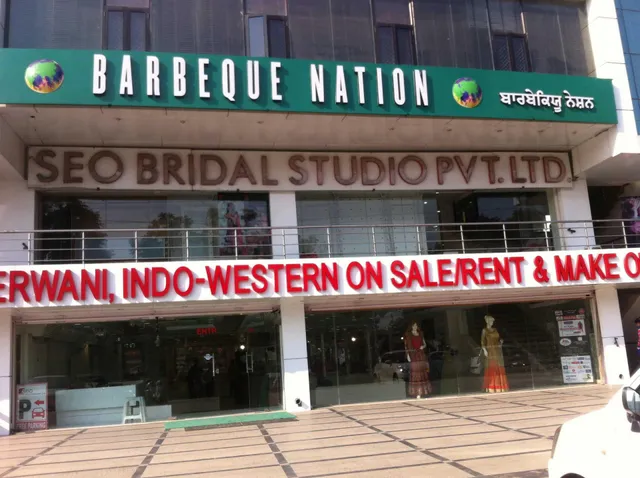 BARBEQUE NATION ਬਾਰਬੇਕਿਯੂ ਨੇਸ਼ਨ
SEO BRIDAL STUDIO PVT. LTD.
ERWANI, INDO-WESTERN ON SALE/RENT & MAKE
P